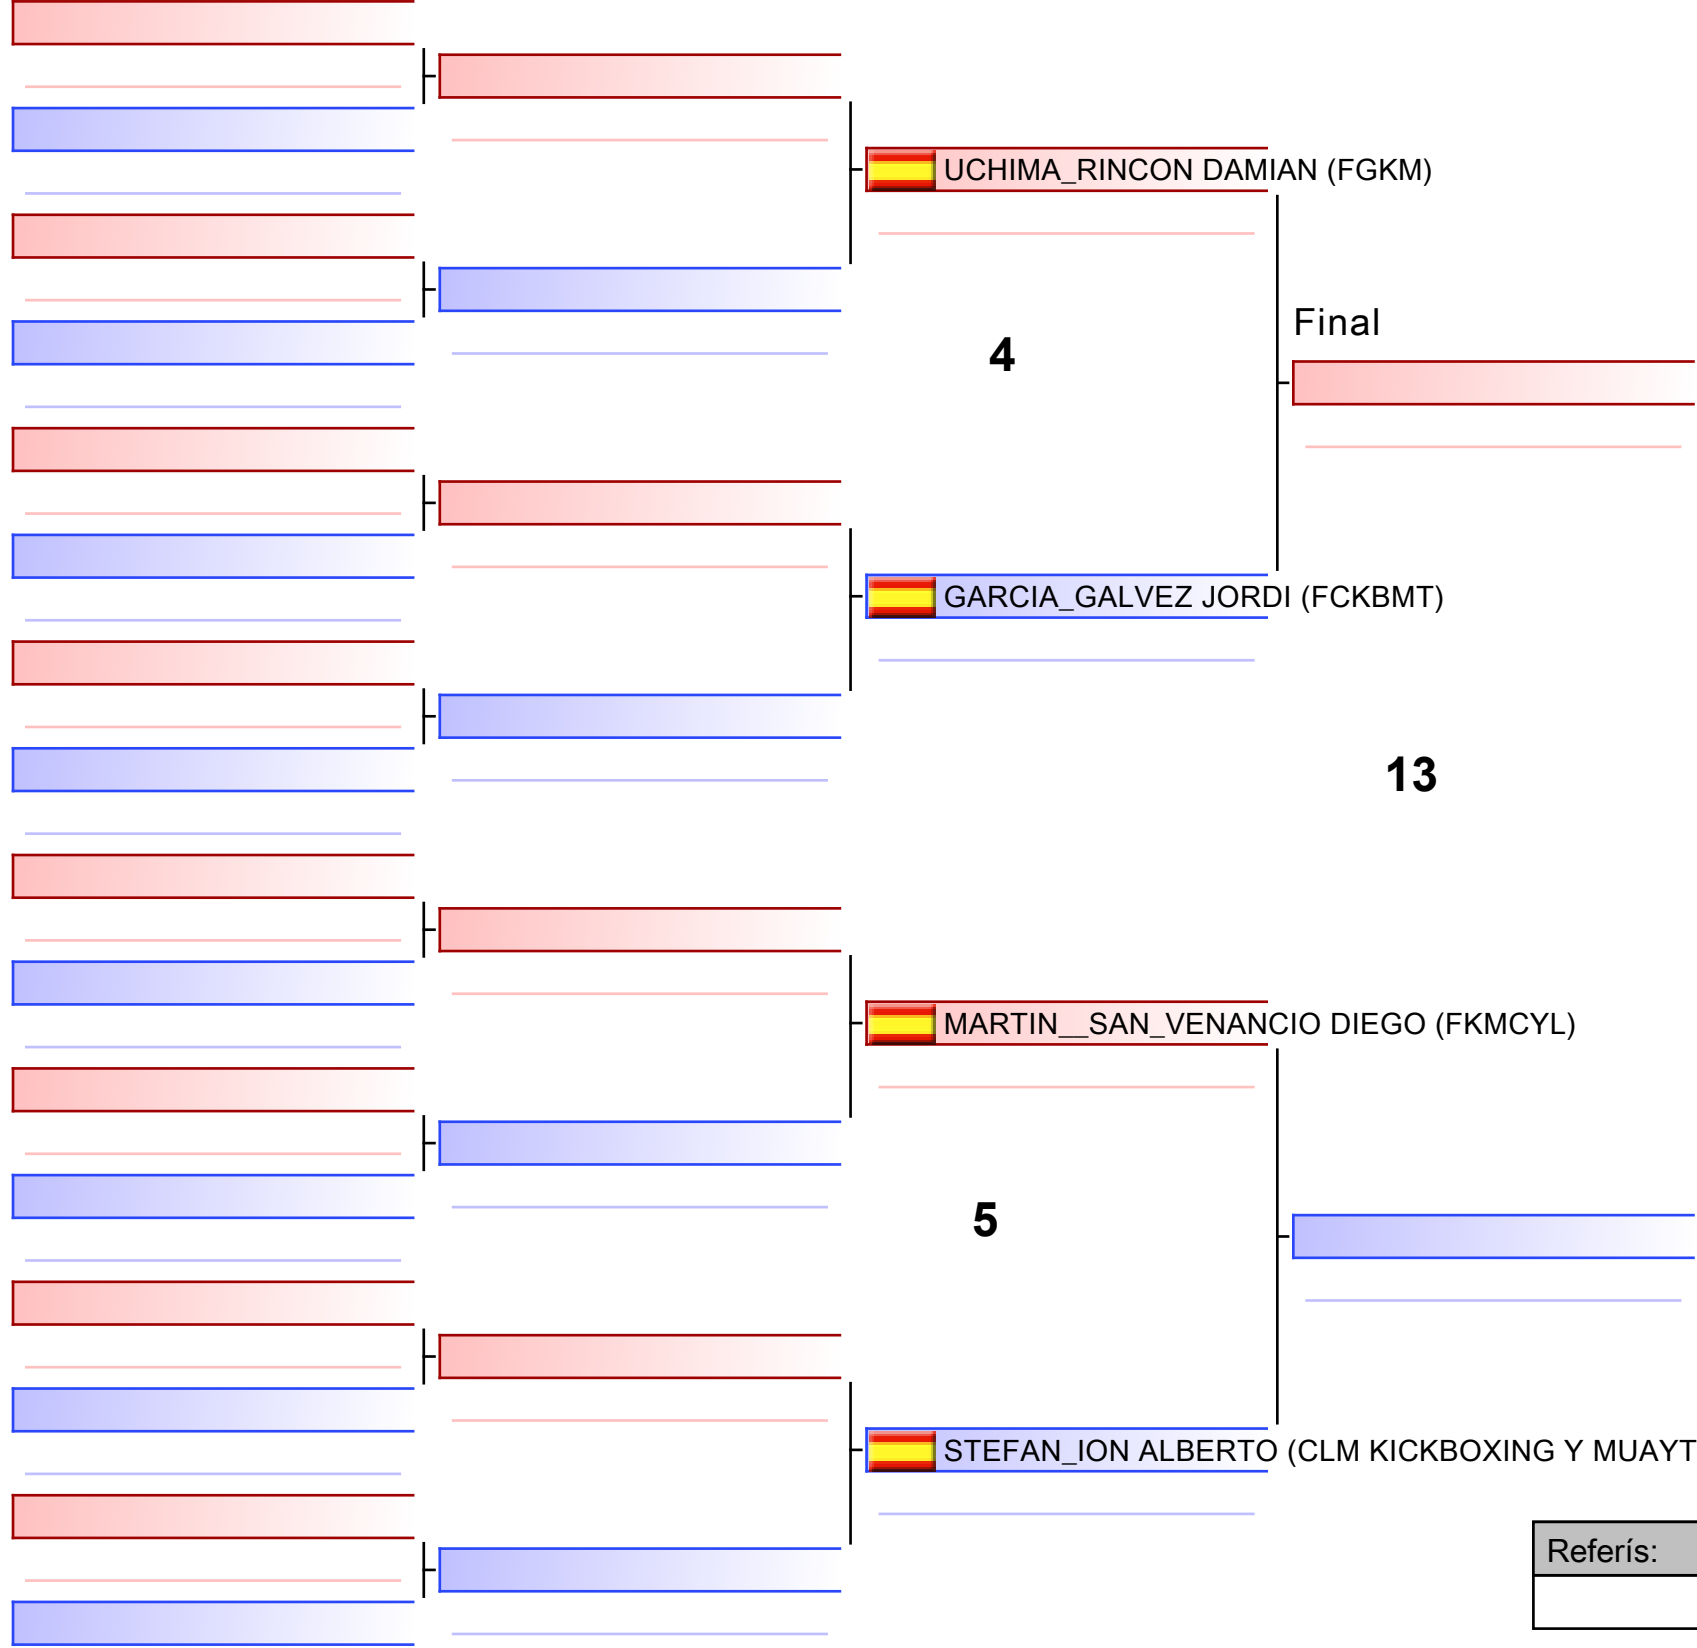 UCHIMA_RINCON DAMIAN (FGKM)
Final
4
GARCIA_GALVEZ JORDI (FCKBMT)
13
MARTIN__SAN_VENANCIO DIEGO (FKMCYL)
5
STEFAN_ION ALBERTO (CLM KICKBOXING Y MUAYT
Referís: